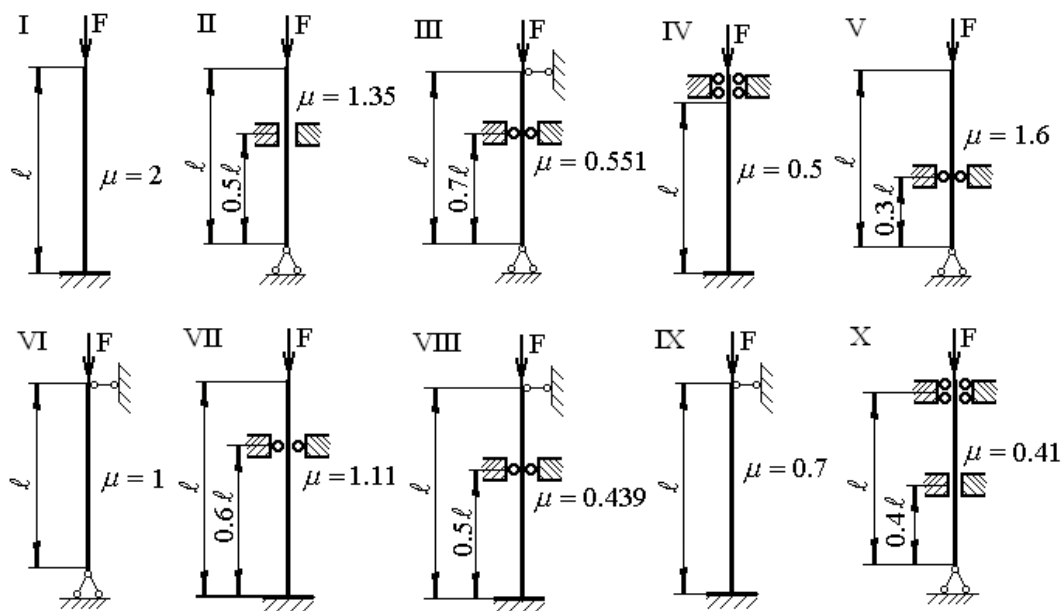 I F ℓ μ = 2
II F ℓ 0.5ℓ μ = 1.35
III F ℓ 0.7ℓ μ = 0.551
IV F ℓ μ = 0.5
V F ℓ 0.3ℓ μ = 1.6
VI F ℓ μ = 1
VII F ℓ 0.6ℓ μ = 1.11
VIII F ℓ 0.5ℓ μ = 0.439
IX F ℓ μ = 0.7
X F ℓ 0.4ℓ μ = 0.41